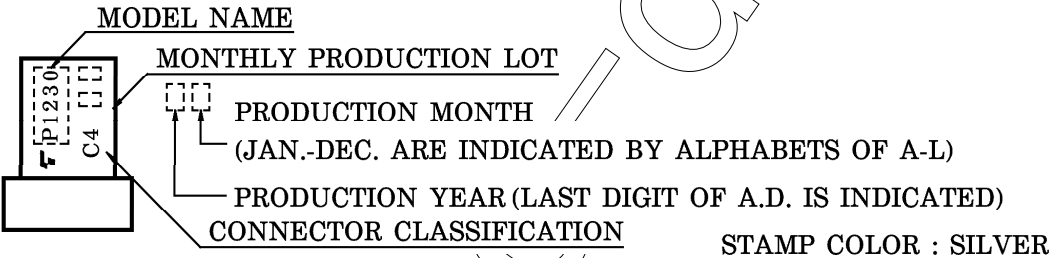 MODEL NAME
MONTHLY PRODUCTION LOT
P1230
C4
PRODUCTION MONTH
(JAN.-DEC. ARE INDICATED BY ALPHABETS OF A-L)
PRODUCTION YEAR (LAST DIGIT OF A.D. IS INDICATED)
CONNECTOR CLASSIFICATION
STAMP COLOR : SILVER